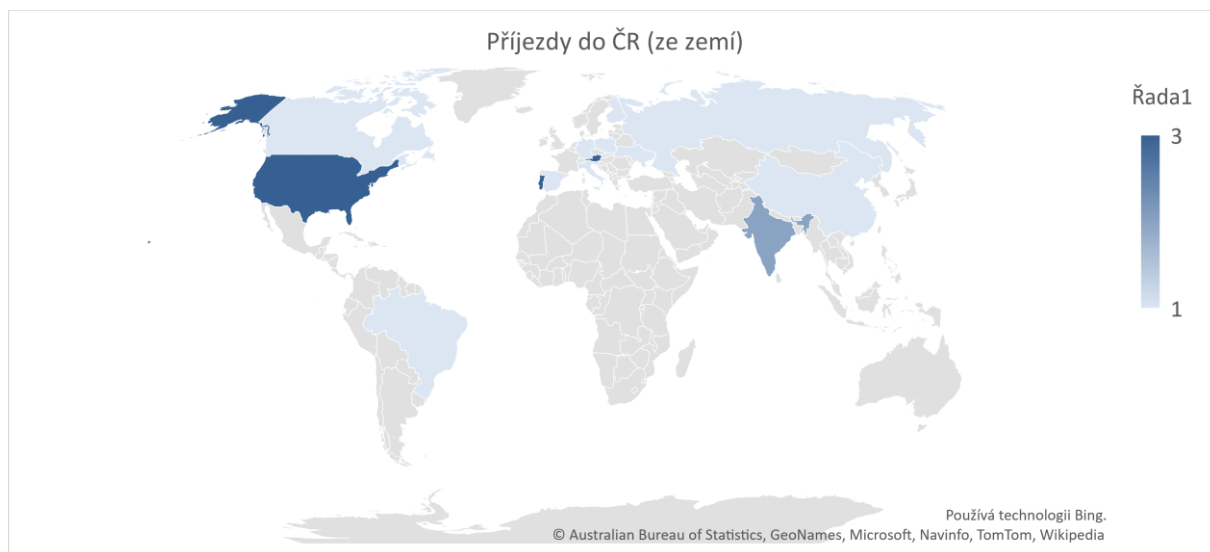 Příjezdy do ČR (ze zemí)
Řada1
3
1
Používá technologii Bing.
© Australian Bureau of Statistics, GeoNames, Microsoft, Navinfo, TomTom, Wikipedia